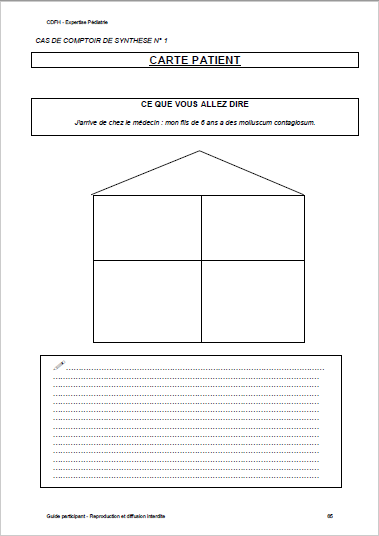 CDFH - Expertise Pédiatrie
CAS DE COMPTOIR DE SYNTHESE N° 1
CARTE PATIENT
CE QUE VOUS ALLEZ DIRE
J'arrive de chez le médecin : mon fils de 6 ans a des molluscum contagiosum.
Guide participant - Reproduction et diffusion interdite
65